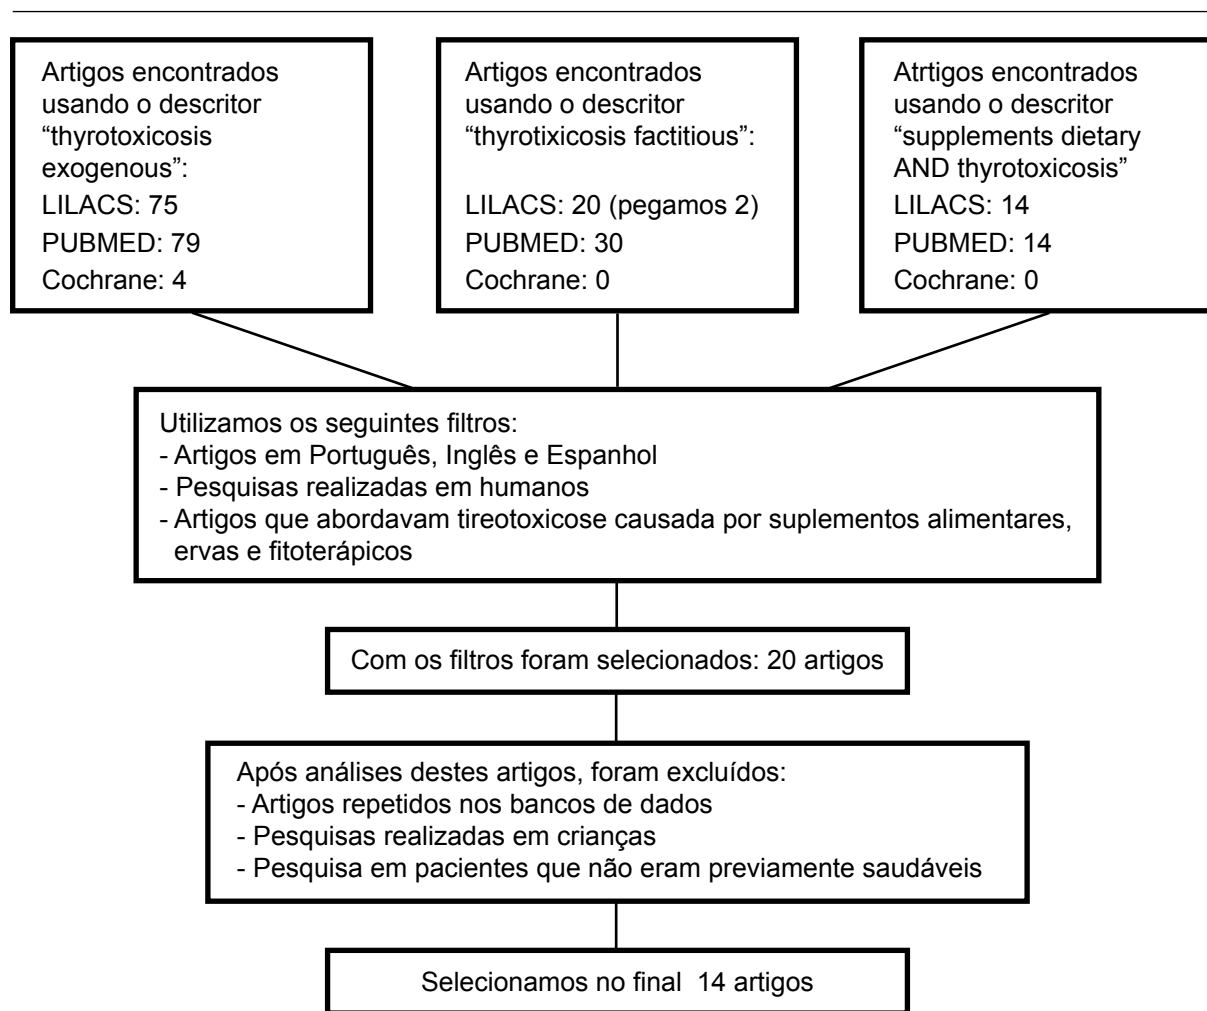 Artigos encontrados
usando o descritor
“thyrotoxicosis
exogenous”:
LILACS: 75
PUBMED: 79
Cochrane: 4
Artigos encontrados
usando o descritor
“thyrotixicosis factitious”:
LILACS: 20 (pegamos 2)
PUBMED: 30
Cochrane: 0
Atrtigos encontrados
usando o descritor
“supplements dietary
AND thyrotoxicosis”
LILACS: 14
PUBMED: 14
Cochrane: 0
Utilizamos os seguintes filtros:
- Artigos em Português, Inglês e Espanhol
- Pesquisas realizadas em humanos
- Artigos que abordavam tireotoxicose causada por suplementos alimentares,
ervas e fitoterápicos
Com os filtros foram selecionados: 20 artigos
Após análises destes artigos, foram excluídos:
- Artigos repetidos nos bancos de dados
- Pesquisas realizadas em crianças
- Pesquisa em pacientes que não eram previamente saudáveis
Selecionamos no final 14 artigos